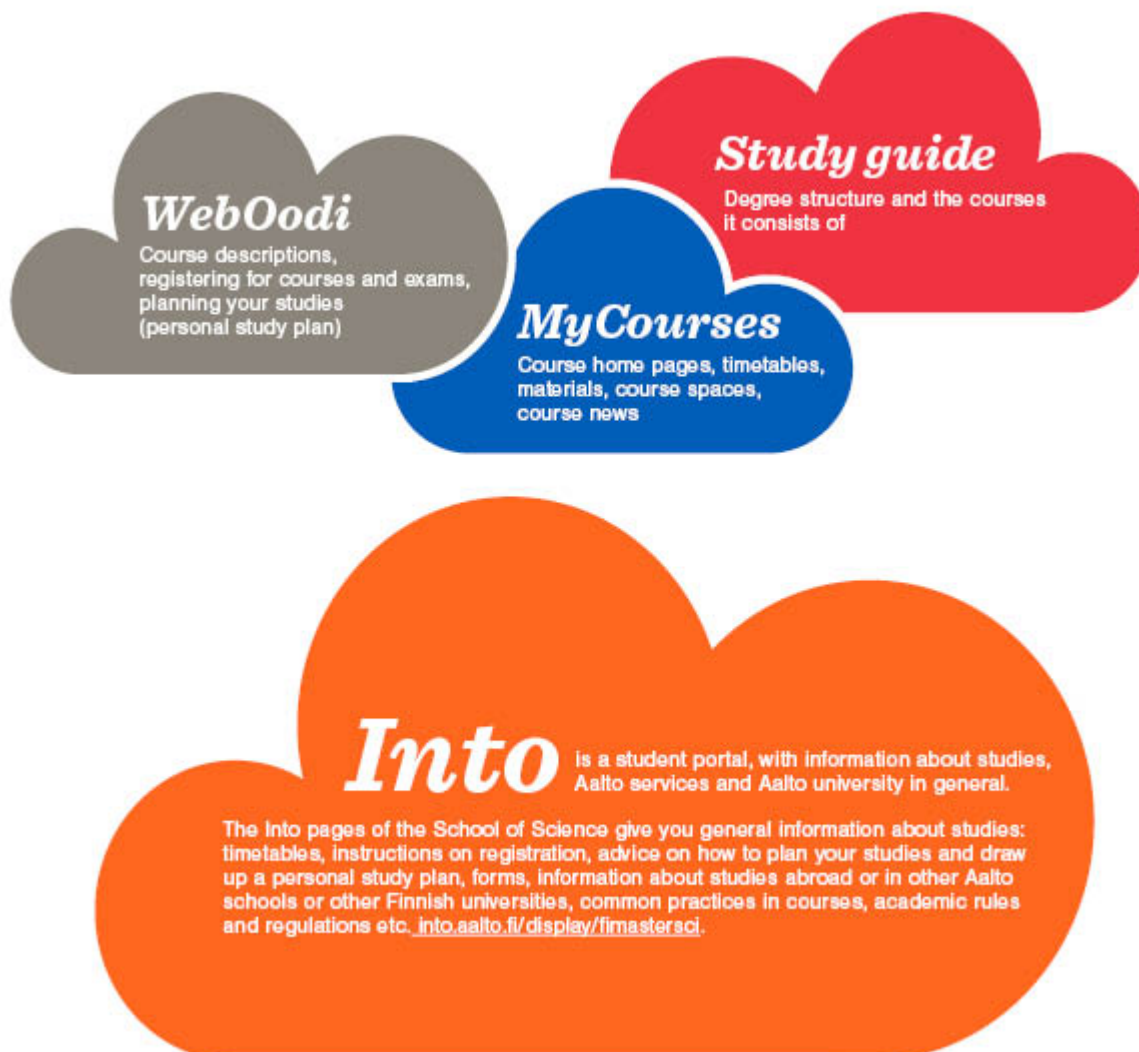 Study guide
Degree structure and the courses
it consists of
WebOodi
Course descriptions,
registering for courses and exams,
planning your studies
(personal study plan)
MyCourses
Course home pages, timetables,
materials, course spaces,
course news
Into is a student portal, with information about studies,
Aalto services and Aalto university in general.
The Into pages of the School of Science give you general information about studies:
timetables, instructions on registration, advice on how to plan your studies and draw
up a personal study plan, forms, information about studies abroad or in other Aalto
schools or other Finnish universities, common practices in courses, academic rules
and regulations etc. into.aalto.fi/display/fimastersci.